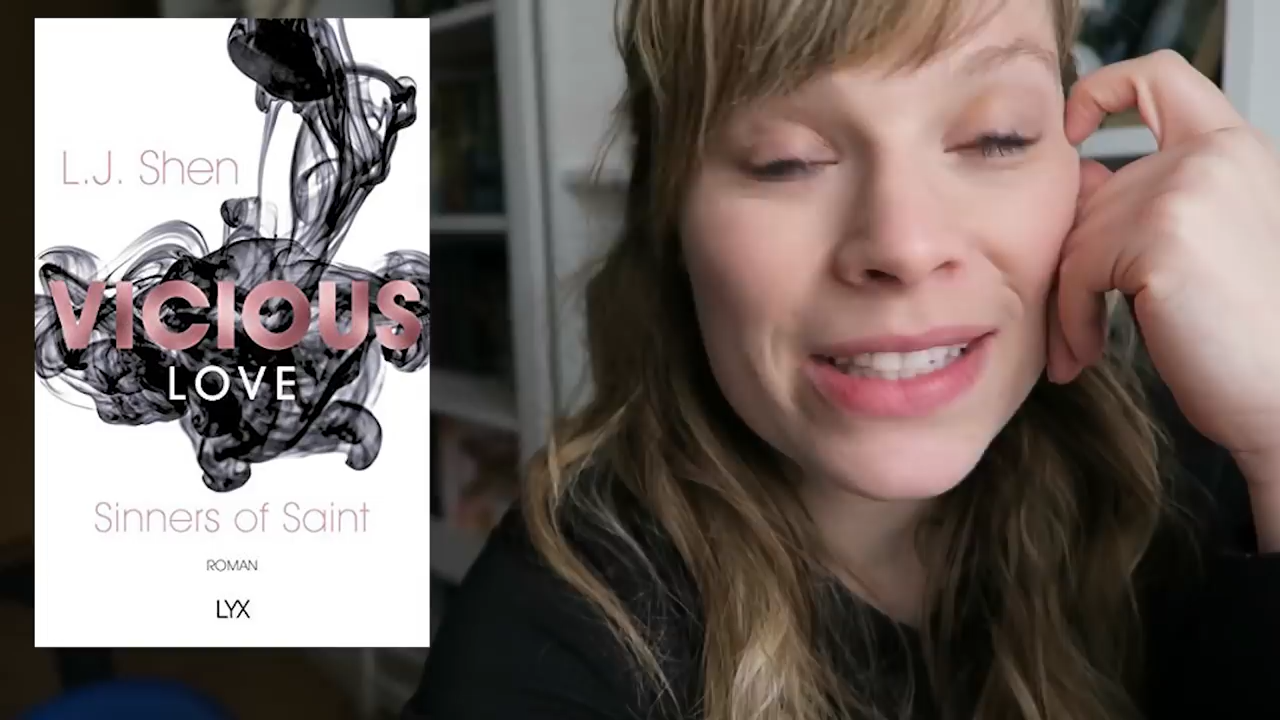 L.J. Shen
VICIOUS
LOVE
Sinners of Saint
ROMAN
LYX